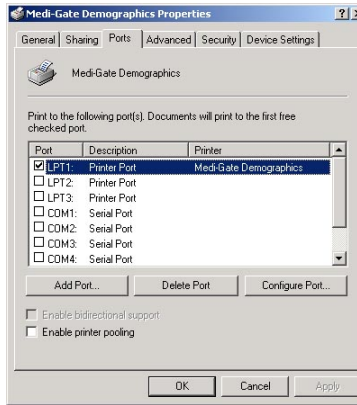 Medi-Gate Demographics Properties
General Sharing Ports Advanced Security Device Settings
Medi-Gate Demographics
Print to the following port(s). Documents will print to the first free
checked port.
Port Description Printer
LPT1: Printer Port Medi-Gate Demographics
LPT2: Printer Port
LPT3: Printer Port
COM1: Serial Port
COM2: Serial Port
COM3: Serial Port
COM4: Serial Port
Add Port... Delete Port Configure Port...
Enable bidirectional support
Enable printer pooling
OK Cancel Apply